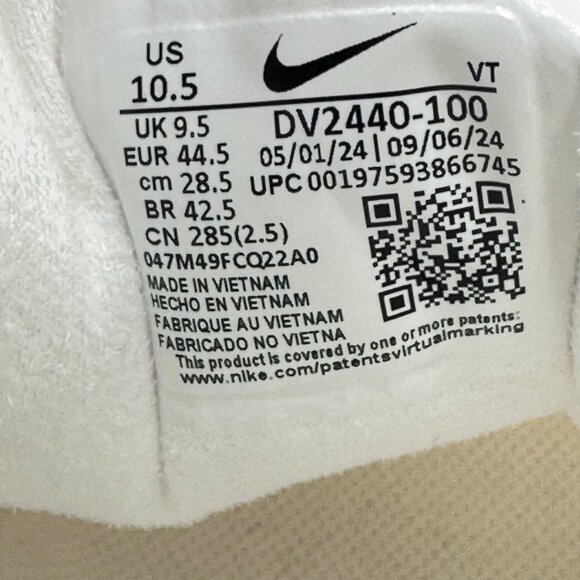 US
10.5
VT
UK 9.5
DV2440-100
EUR 44.5
05/01/24 | 09/06/24
cm 28.5
UPC 00197593866745
BR 42.5
CN 285(2.5)
047M49FCQ22A0
MADE IN VIETNAM
HECHO EN VIETNAM
FABRIQUE AU VIETNAM
FABRICADO NO VIETNA
This product is covered by one or more patents:
www.nike.com/patentsvirtualmarking